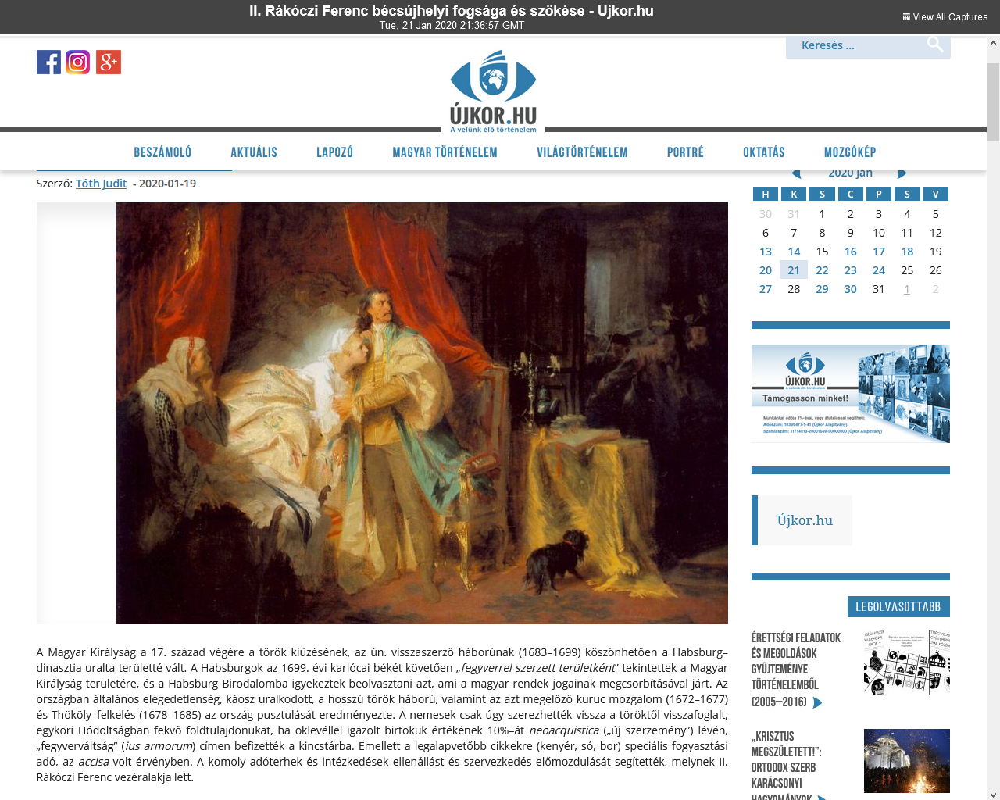 II. Rákóczi Ferenc bécsújhelyi fogsága és szökése - Ujkor.hu
Tue, 21 Jan 2020 21:36:57 GMT
View All Captures
Keresés ...
ÚJKOR.HU
A velünk élő történelem
BESZÁMOLÓ AKTUÁLIS LAPOZÓ MAGYAR TÖRTÉNELEM VILÁGTÖRTÉNELEM PORTRÉ OKTATÁS MOZGÓKÉP
Szerző: Tóth Judit - 2020-01-19
A Magyar Királyság a 17. század végére a török kiűzésének, az ún. visszaszerző háborúnak (1683–1699) köszönhetően a Habsburg–
dinasztia uralta területté vált. A Habsburgok az 1699. évi karlócai békét követően „fegyverrel szerzett területként” tekintettek a Magyar
Királyság területére, és a Habsburg Birodalomba igyekeztek beolvasztani azt, ami a magyar rendek jogainak megcsorbításával járt. Az
országban általános elégedetlenség, káosz uralkodott, a hosszú török háború, valamint az azt megelőző kuruc mozgalom (1672–1677)
és Thököly–felkelés (1678–1685) az ország pusztulását eredményezte. A nemesek csak úgy szerezhették vissza a töröktől visszafoglalt,
egykori Hódoltságban fekvő földtulajdonukat, ha oklevéllel igazolt birtokuk értékének 10%–át neoacquistica („új szerzemény”) lévén,
„fegyverváltság” (ius armorum) címen befizették a kincstárba. Emellett a legalapvetőbb cikkekre (kenyér, só, bor) speciális fogyasztási
adó, az accisa volt érvényben. A komoly adóterhek és intézkedések ellenállást és szervezkedés előmozdulását segítették, melynek II.
Rákóczi Ferenc vezéralakja lett.
2020 jan
H K S C P S V
30 31 1 2 3 4 5
6 7 8 9 10 11 12
13 14 15 16 17 18 19
20 21 22 23 24 25 26
27 28 29 30 31 1 2
ÚJKOR.HU
A velünk élő történelem
Támogasson minket!
Munkánkat adója 1%-ával, vagy átutalással segítheti:
Adószám: 18399477-1-41 (Újkor Alapítvány)
Számlaszám: 11714013-20001649-00000000 (Újkor Alapítvány)
Újkor.hu
LEGOLVASOTTABB
ÉRETTSÉGI FELADATOK
ÉS MEGOLDÁSOK
GYŰJTEMÉNYE
TÖRTÉNELEMBŐL
(2005–2016)
„KRISZTUS
MEGSZÜLETETT!”:
ORTODOX SZERB
KARÁCSONYI
HAGYOMÁNYOK